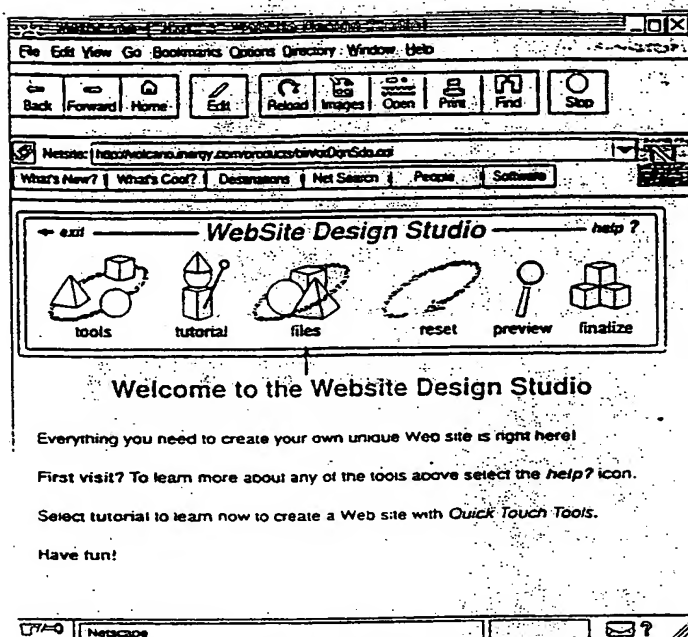 File Edit View Go Bookmarks Options Directory Window Help
Back Forward Home Edit Reload Images Open Print Find Stop
Netsite:
What's New? What's Cool? Destinations Net Search People Software
exit WebSite Design Studio help ?
tools tutorial files reset preview finalize
Welcome to the Website Design Studio
Everything you need to create your own unique Web site is right here!
First visit? To learn more about any of the tools above select the help? icon.
Select tutorial to learn how to create a Web site with Quick Touch Tools.
Have fun!
Netscape